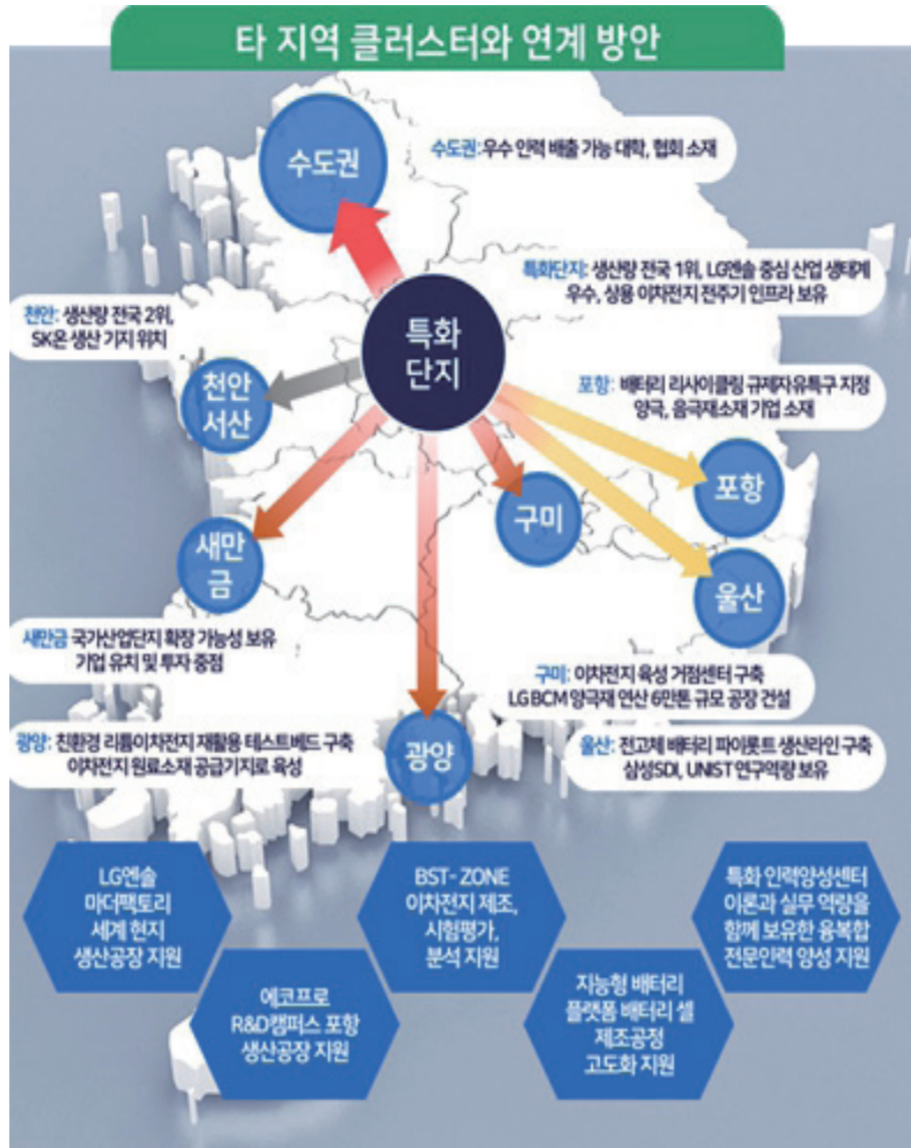 타 지역 클러스터와 연계 방안
수도권
수도권:우수 인력 배출 가능 대학, 협회 소재
특화
단지
특화단지: 생산량 전국 1위, LG엔솔 중심 산업 생태계
우수, 상용 이차전지 전주기 인프라 보유
천안: 생산량 전국 2위,
SK온 생산 기지 위치
천안
서산
포항: 배터리 리사이클링 규제자유특구 지정
양극, 음극재소재 기업 소재
포항
구미
울산
새만
금
새만금 국가산업단지 확장 가능성 보유
기업 유치 및 투자 중점
구미: 이차전지 육성 거점센터 구축
LG BCM 양극재 연산 6만톤 규모 공장 건설
광양: 친환경 리튬이차전지 재활용 테스트베드 구축
이차전지 원료소재 공급기지로 육성
광양
울산: 전고체 배터리 파이롯트 생산라인 구축
삼성SDI, UNIST 연구역량 보유
LG엔솔
마더팩토리
세계 현지
생산공장 지원
에코프로
R&D캠퍼스 포항
생산공장 지원
BST- ZONE
이차전지 제조,
시험평가,
분석 지원
지능형 배터리
플랫폼 배터리 셀
제조공정
고도화 지원
특화 인력양성센터
이론과 실무 역량을
함께 보유한 융복합
전문인력 양성 지원